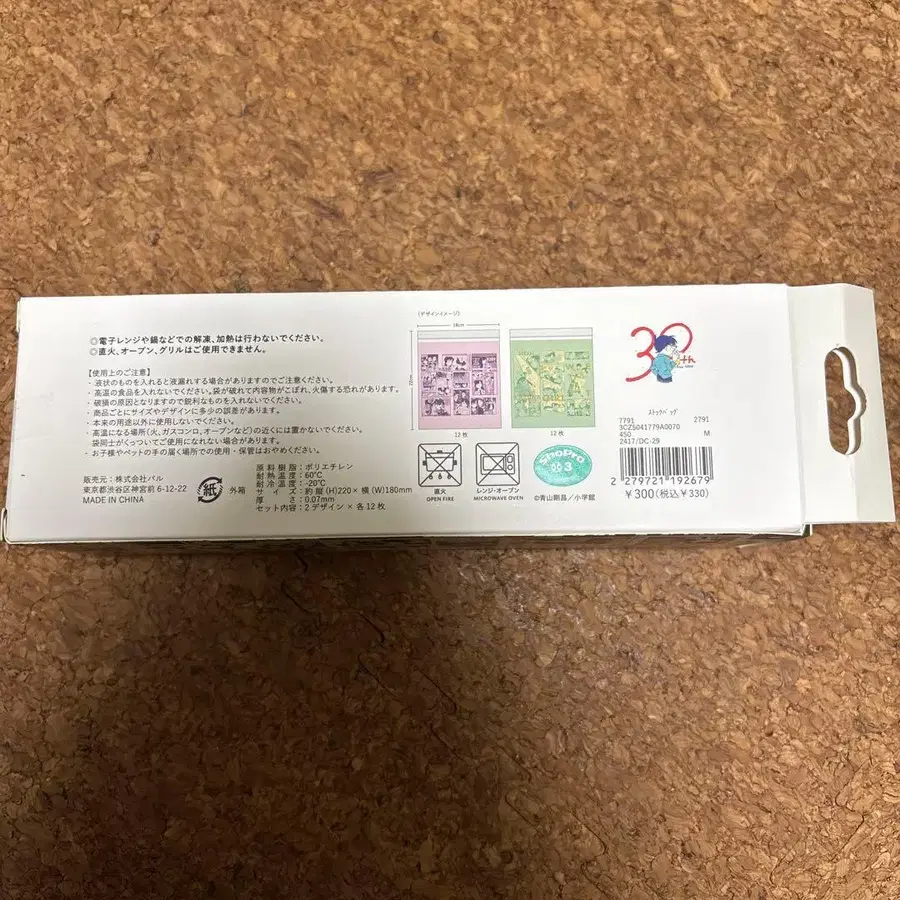 ◎電子レンジや鍋などでの解凍、加熱は行わないでください。
◎直火、オーブン、グリルはご使用できません。
【使用上のご注意】
・液状のものを入れると液漏れする場合がありますのでご注意ください。
・高温の食品を入れないでください。袋が破れて内容物がこぼれ、火傷する恐れがあります。
・破損の原因となりますので鋭利なものを入れないでください。
・商品ごとにサイズやデザインに多少の誤差があります。
・本来の用途以外に使用しないでください。
・高温になる場所(火、ガスコンロ、オーブンなど)の近くには置かないでください。
袋同士がくっついてご使用になれなくなる場合があります。
・お子様やペットの手の届く場所での使用・保管はおやめください。
販売元:株式会社パル
東京都渋谷区神宮前 6-12-22
MADE IN CHINA
紙
外箱
原料樹脂:ポリエチレン
耐熱温度:60℃
耐冷温度:-20℃
サイズ:約 縦(H)220× 横(W)180mm
厚さ:0.07mm
セット内容:2デザイン × 各12枚
(デザインイメージ)
18cm
22cm
12枚
12枚
直火
OPEN FIRE
レンジ・オーブン
MICROWAVE OVEN
ShoPro
3
©青山剛昌/小学館
30th
ストックバッグ
7791 2791
3CZS041779A0070
450 M
2417/DC-29
2 279721 192679
¥300(税込¥330)